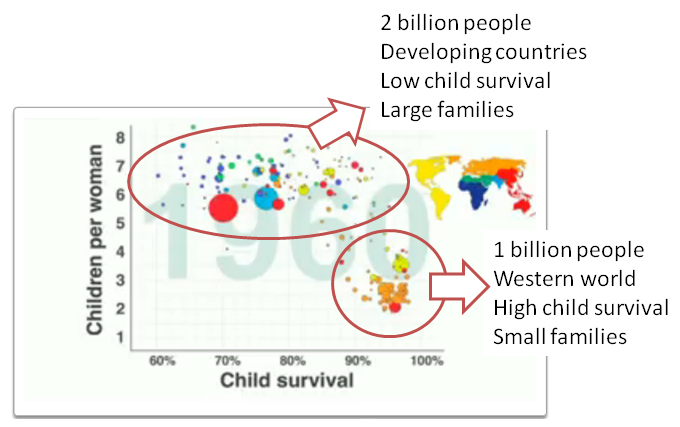 2 billion people
Developing countries
Low child survival
Large families
8
7
6
5
4
3
2
1
Children per woman
1960
1 billion people
Western world
High child survival
Small families
60% 70% 80% 90% 100%
Child survival